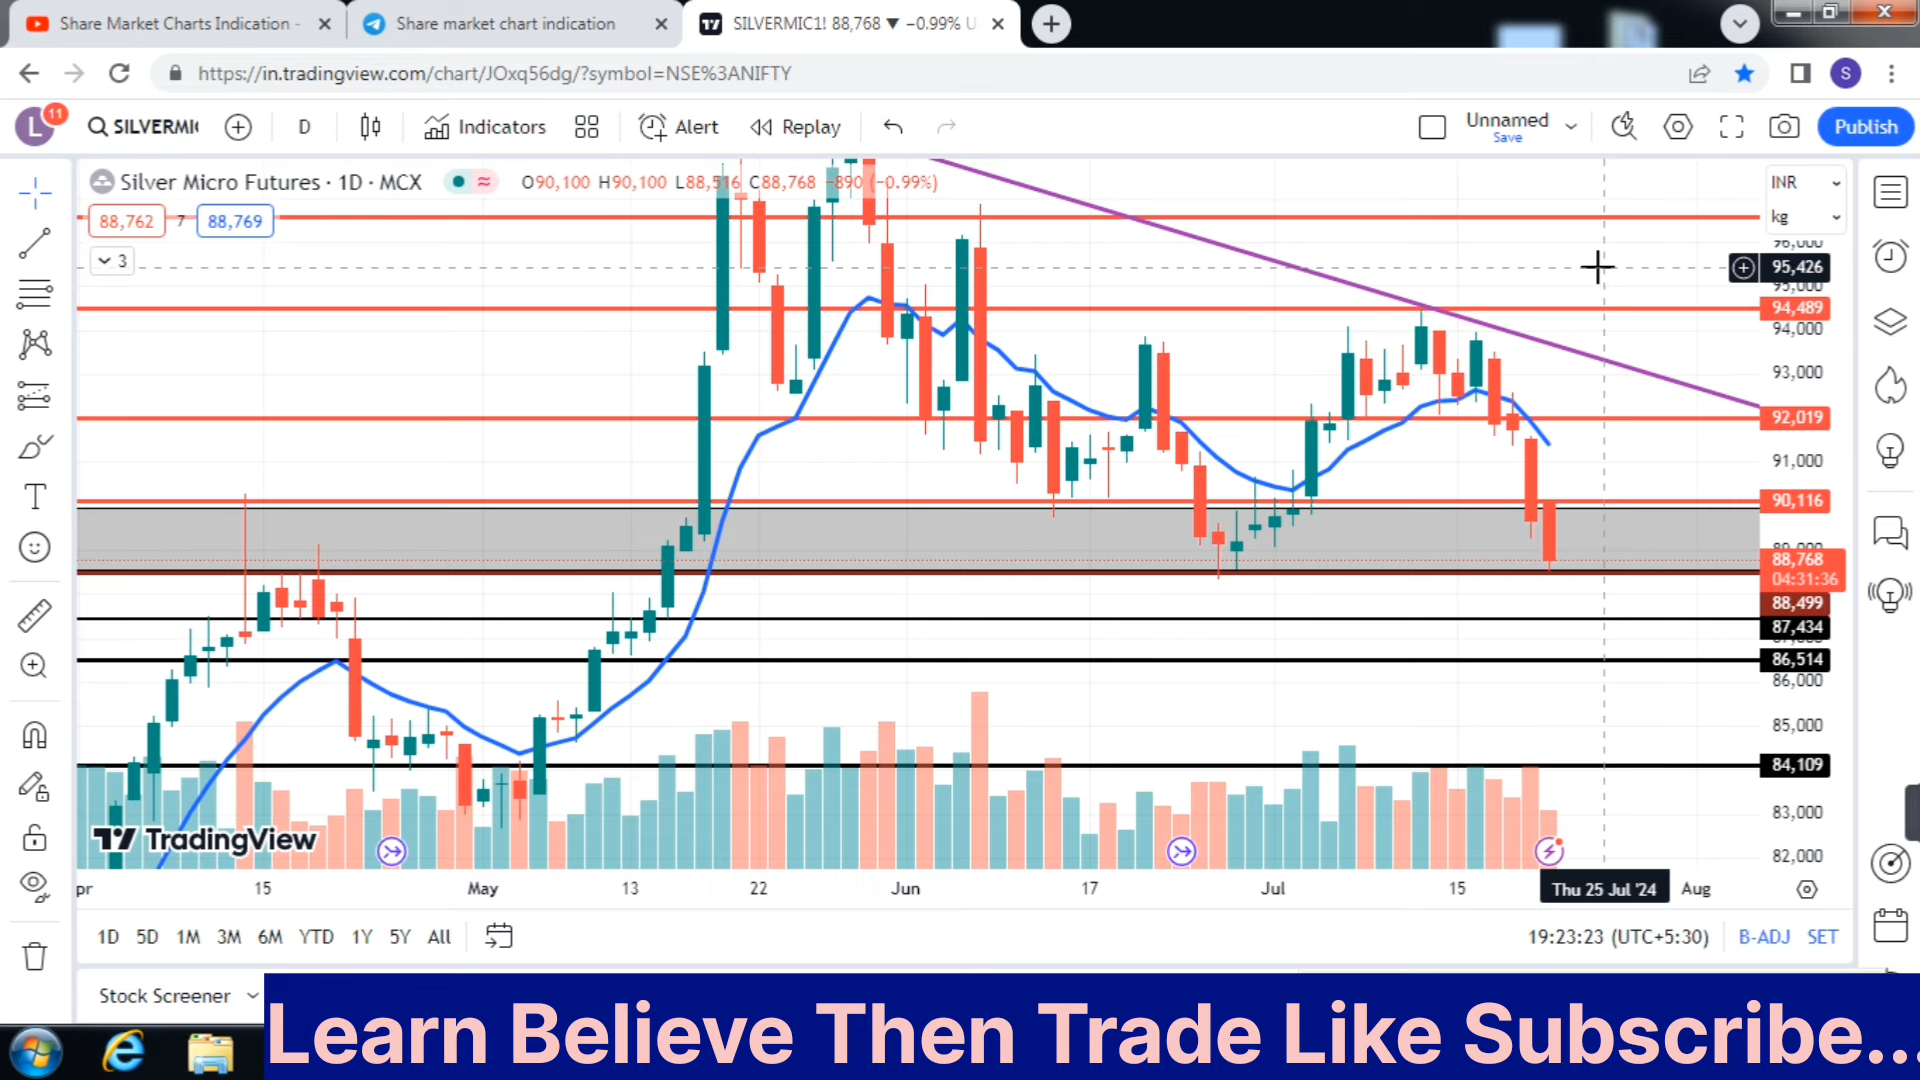 Share Market Charts Indication -
Share market chart indication
SILVERMIC1! 88,768 ▼ −0.99% U
https://in.tradingview.com/chart/JOxq56dg/?symbol=NSE%3ANIFTY
S
L
11
SILVERMI
D
Indicators
Alert
Replay
Unnamed
Save
Publish
Silver Micro Futures · 1D · MCX
O90,100 H90,100 L88,516 C88,768 −890 (−0.99%)
INR
kg
88,762
7
88,769
3
96,000
95,426
95,000
94,489
94,000
93,000
92,019
91,000
90,116
88,768
04:31:36
88,499
87,434
86,514
86,000
85,000
84,109
83,000
82,000
TradingView
pr
15
May
13
22
Jun
17
Jul
15
Thu 25 Jul '24
Aug
1D 5D 1M 3M 6M YTD 1Y 5Y All
19:23:23 (UTC+5:30)
B-ADJ
SET
Stock Screener
Learn Believe Then Trade Like Subscribe...